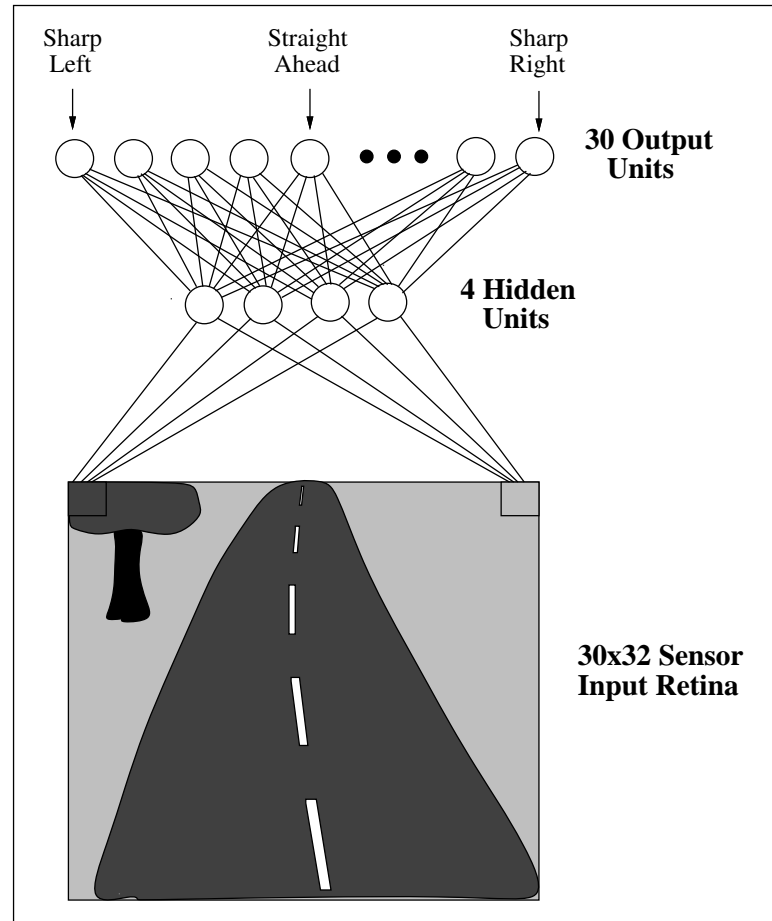 Sharp
Left
Straight
Ahead
Sharp
Right
30 Output
Units
4 Hidden
Units
30x32 Sensor
Input Retina